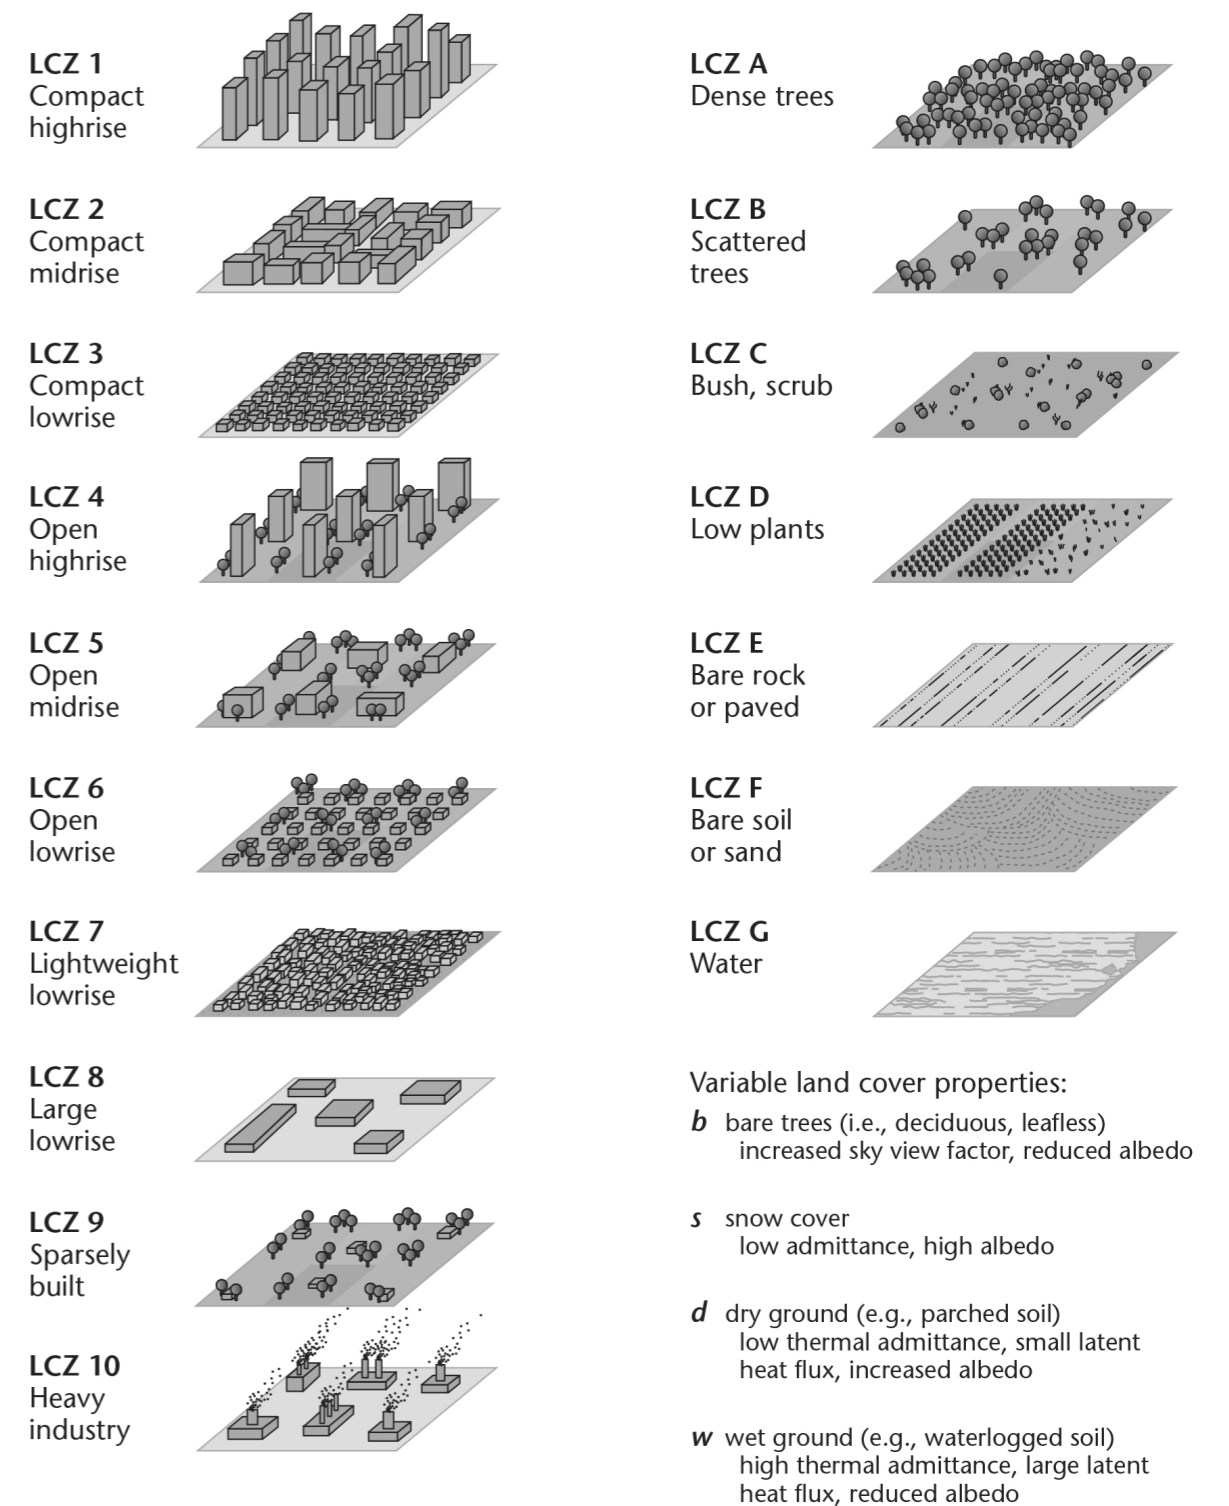 LCZ 1
Compact
highrise
LCZ 2
Compact
midrise
LCZ 3
Compact
lowrise
LCZ 4
Open
highrise
LCZ 5
Open
midrise
LCZ 6
Open
lowrise
LCZ 7
Lightweight
lowrise
LCZ 8
Large
lowrise
LCZ 9
Sparsely
built
LCZ 10
Heavy
industry
LCZ A
Dense trees
LCZ B
Scattered
trees
LCZ C
Bush, scrub
LCZ D
Low plants
LCZ E
Bare rock
or paved
LCZ F
Bare soil
or sand
LCZ G
Water
Variable land cover properties:
b bare trees (i.e., deciduous, leafless)
increased sky view factor, reduced albedo
s snow cover
low admittance, high albedo
d dry ground (e.g., parched soil)
low thermal admittance, small latent
heat flux, increased albedo
w wet ground (e.g., waterlogged soil)
high thermal admittance, large latent
heat flux, reduced albedo